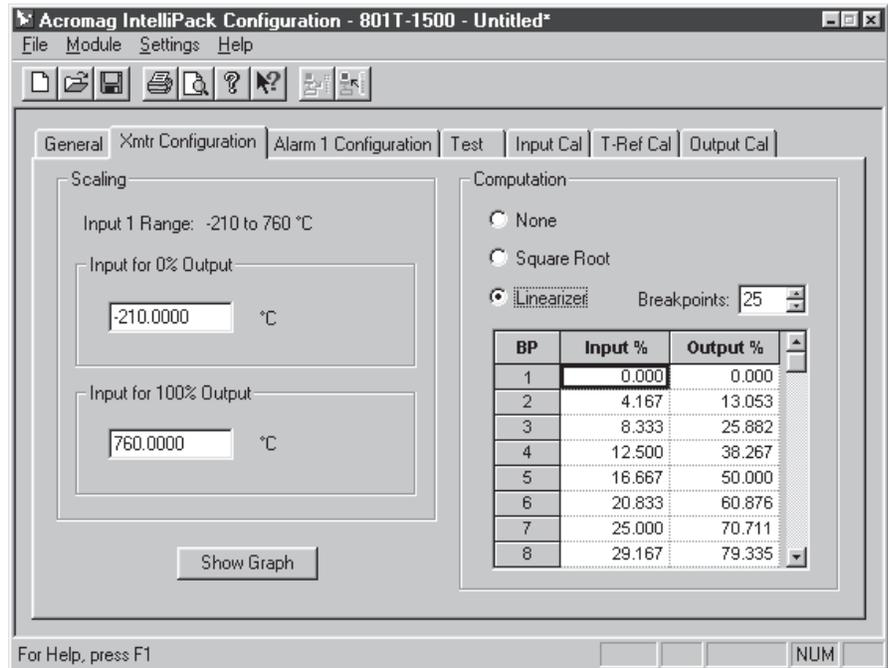 Acromag IntelliPack Configuration - 801T-1500 - Untitled*
File Module Settings Help
General Xmtr Configuration Alarm 1 Configuration Test Input Cal T-Ref Cal Output Cal
Scaling
Input 1 Range: -210 to 760 °C
Input for 0% Output
-210.0000 °C
Input for 100% Output
760.0000 °C
Show Graph
Computation
None
Square Root
Linearizer Breakpoints: 25
BP Input % Output %
1 0.000 0.000
2 4.167 13.053
3 8.333 25.882
4 12.500 38.267
5 16.667 50.000
6 20.833 60.876
7 25.000 70.711
8 29.167 79.335
For Help, press F1
NUM